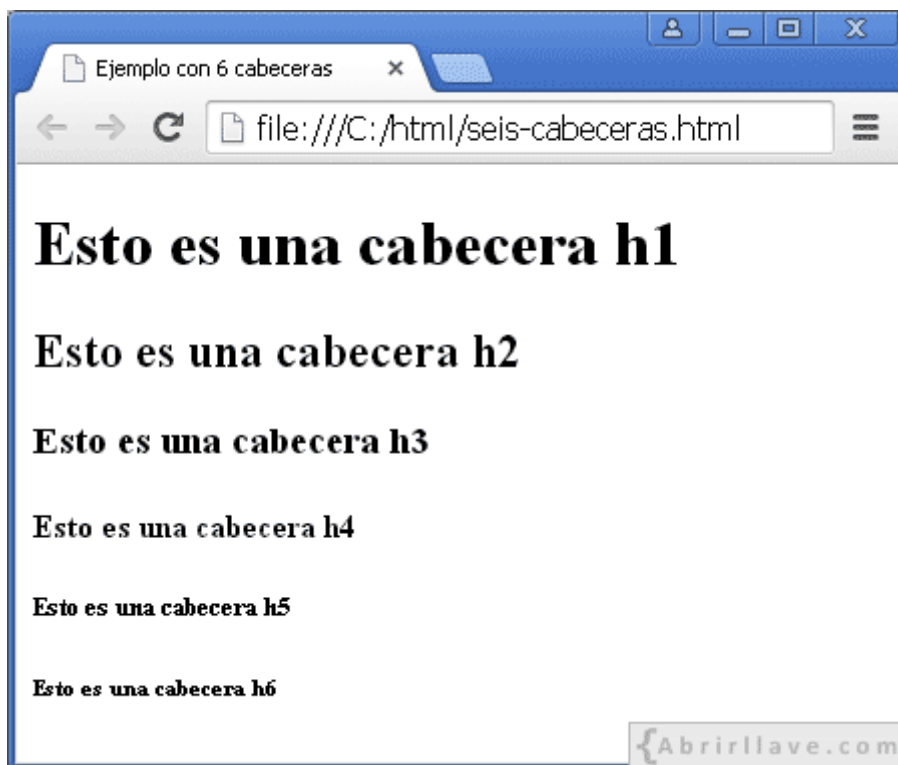 Ejemplo con 6 cabeceras
file:///C:/html/seis-cabeceras.html
Esto es una cabecera h1
Esto es una cabecera h2
Esto es una cabecera h3
Esto es una cabecera h4
Esto es una cabecera h5
Esto es una cabecera h6
{Abrirllave.com